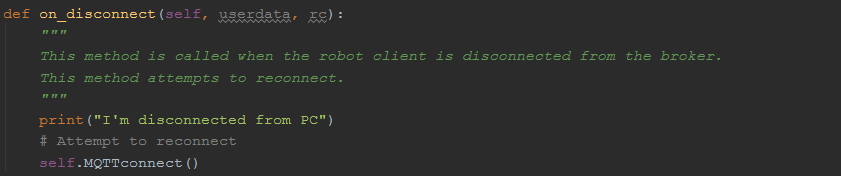 def on_disconnect(self, userdata, rc):
"""
This method is called when the robot client is disconnected from the broker.
This method attempts to reconnect.
"""
print("I'm disconnected from PC")
# Attempt to reconnect
self.MQTTconnect()